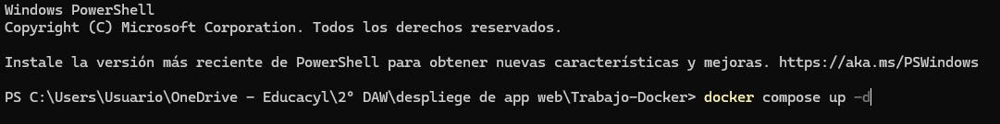 Windows PowerShell
Copyright (C) Microsoft Corporation. Todos los derechos reservados.
Instale la versión más reciente de PowerShell para obtener nuevas características y mejoras. https://aka.ms/PSWindows
PS C:\Users\Usuario\OneDrive - Educacyl\2º DAW\despliege de app web\Trabajo-Docker> docker compose up -d